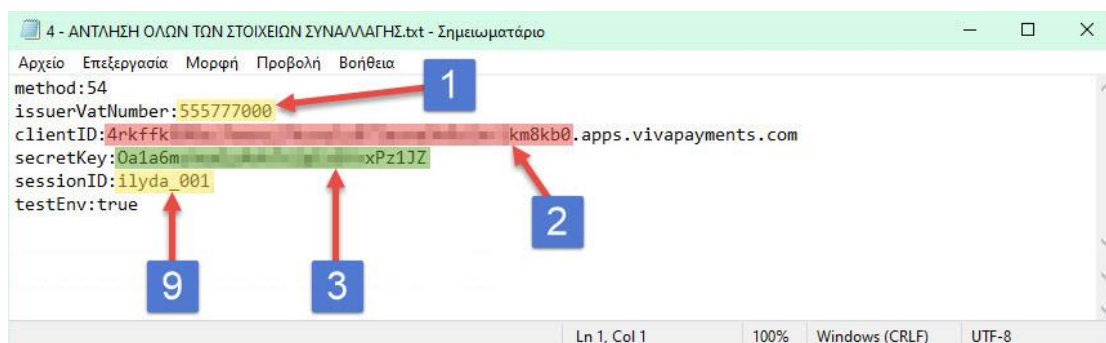 4 - ΑΝΤΛΗΣΗ ΟΛΩΝ ΤΩΝ ΣΤΟΙΧΕΙΩΝ ΣΥΝΑΛΛΑΓΗΣ.txt - Σημειωματάριο
Αρχείο Επεξεργασία Μορφή Προβολή Βοήθεια
method:54
1
issuerVatNumber:555777000
clientID:4rkffk km8kb0.apps.vivapayments.com
secretKey:Oa1a6m xPz1JZ
sessionID:ilyda_001
testEnv:true
2
9 3
Ln 1, Col 1 100% Windows (CRLF) UTF-8